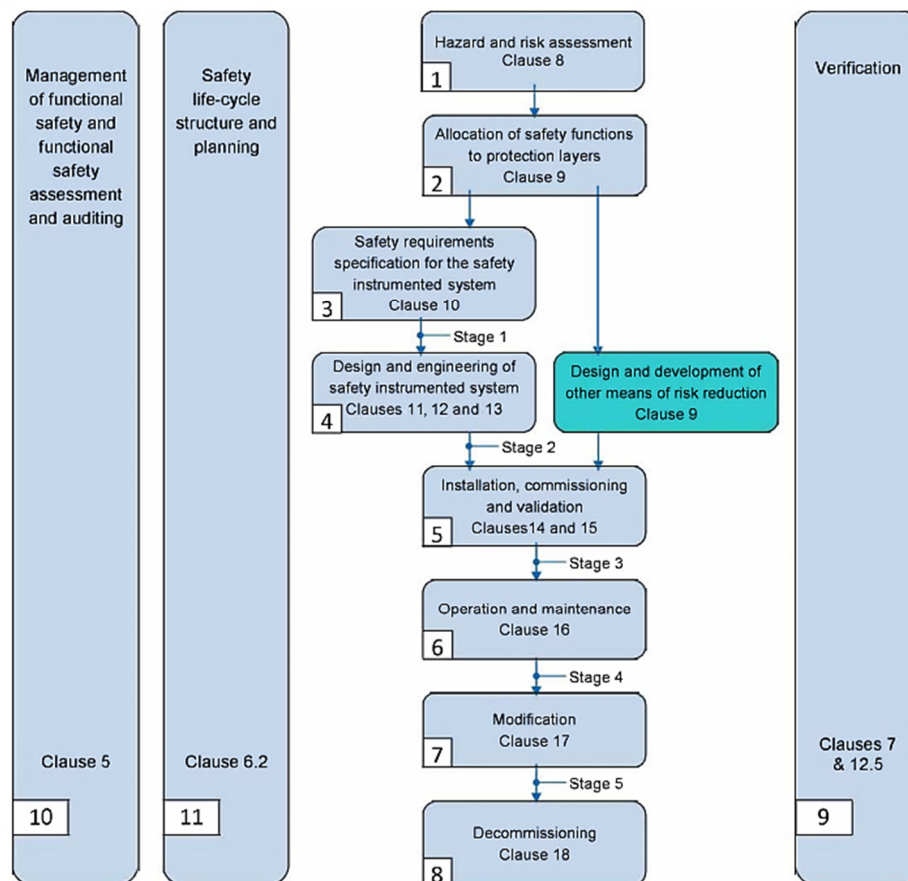 Management
of functional
safety and
functional
safety
assessment
and auditing
Clause 5
10
Safety
life-cycle
structure and
planning
Clause 6.2
11
Hazard and risk assessment
Clause 8
1
Allocation of safety functions
to protection layers
Clause 9
2
Safety requirements
specification for the safety
instrumented system
Clause 10
3
Stage 1
Design and engineering of
safety instrumented system
Clauses 11, 12 and 13
4
Design and development of
other means of risk reduction
Clause 9
Stage 2
Installation, commissioning
and validation
Clauses14 and 15
5
Stage 3
Operation and maintenance
Clause 16
6
Stage 4
Modification
Clause 17
7
Stage 5
Decommissioning
Clause 18
8
Verification
Clauses 7
& 12.5
9